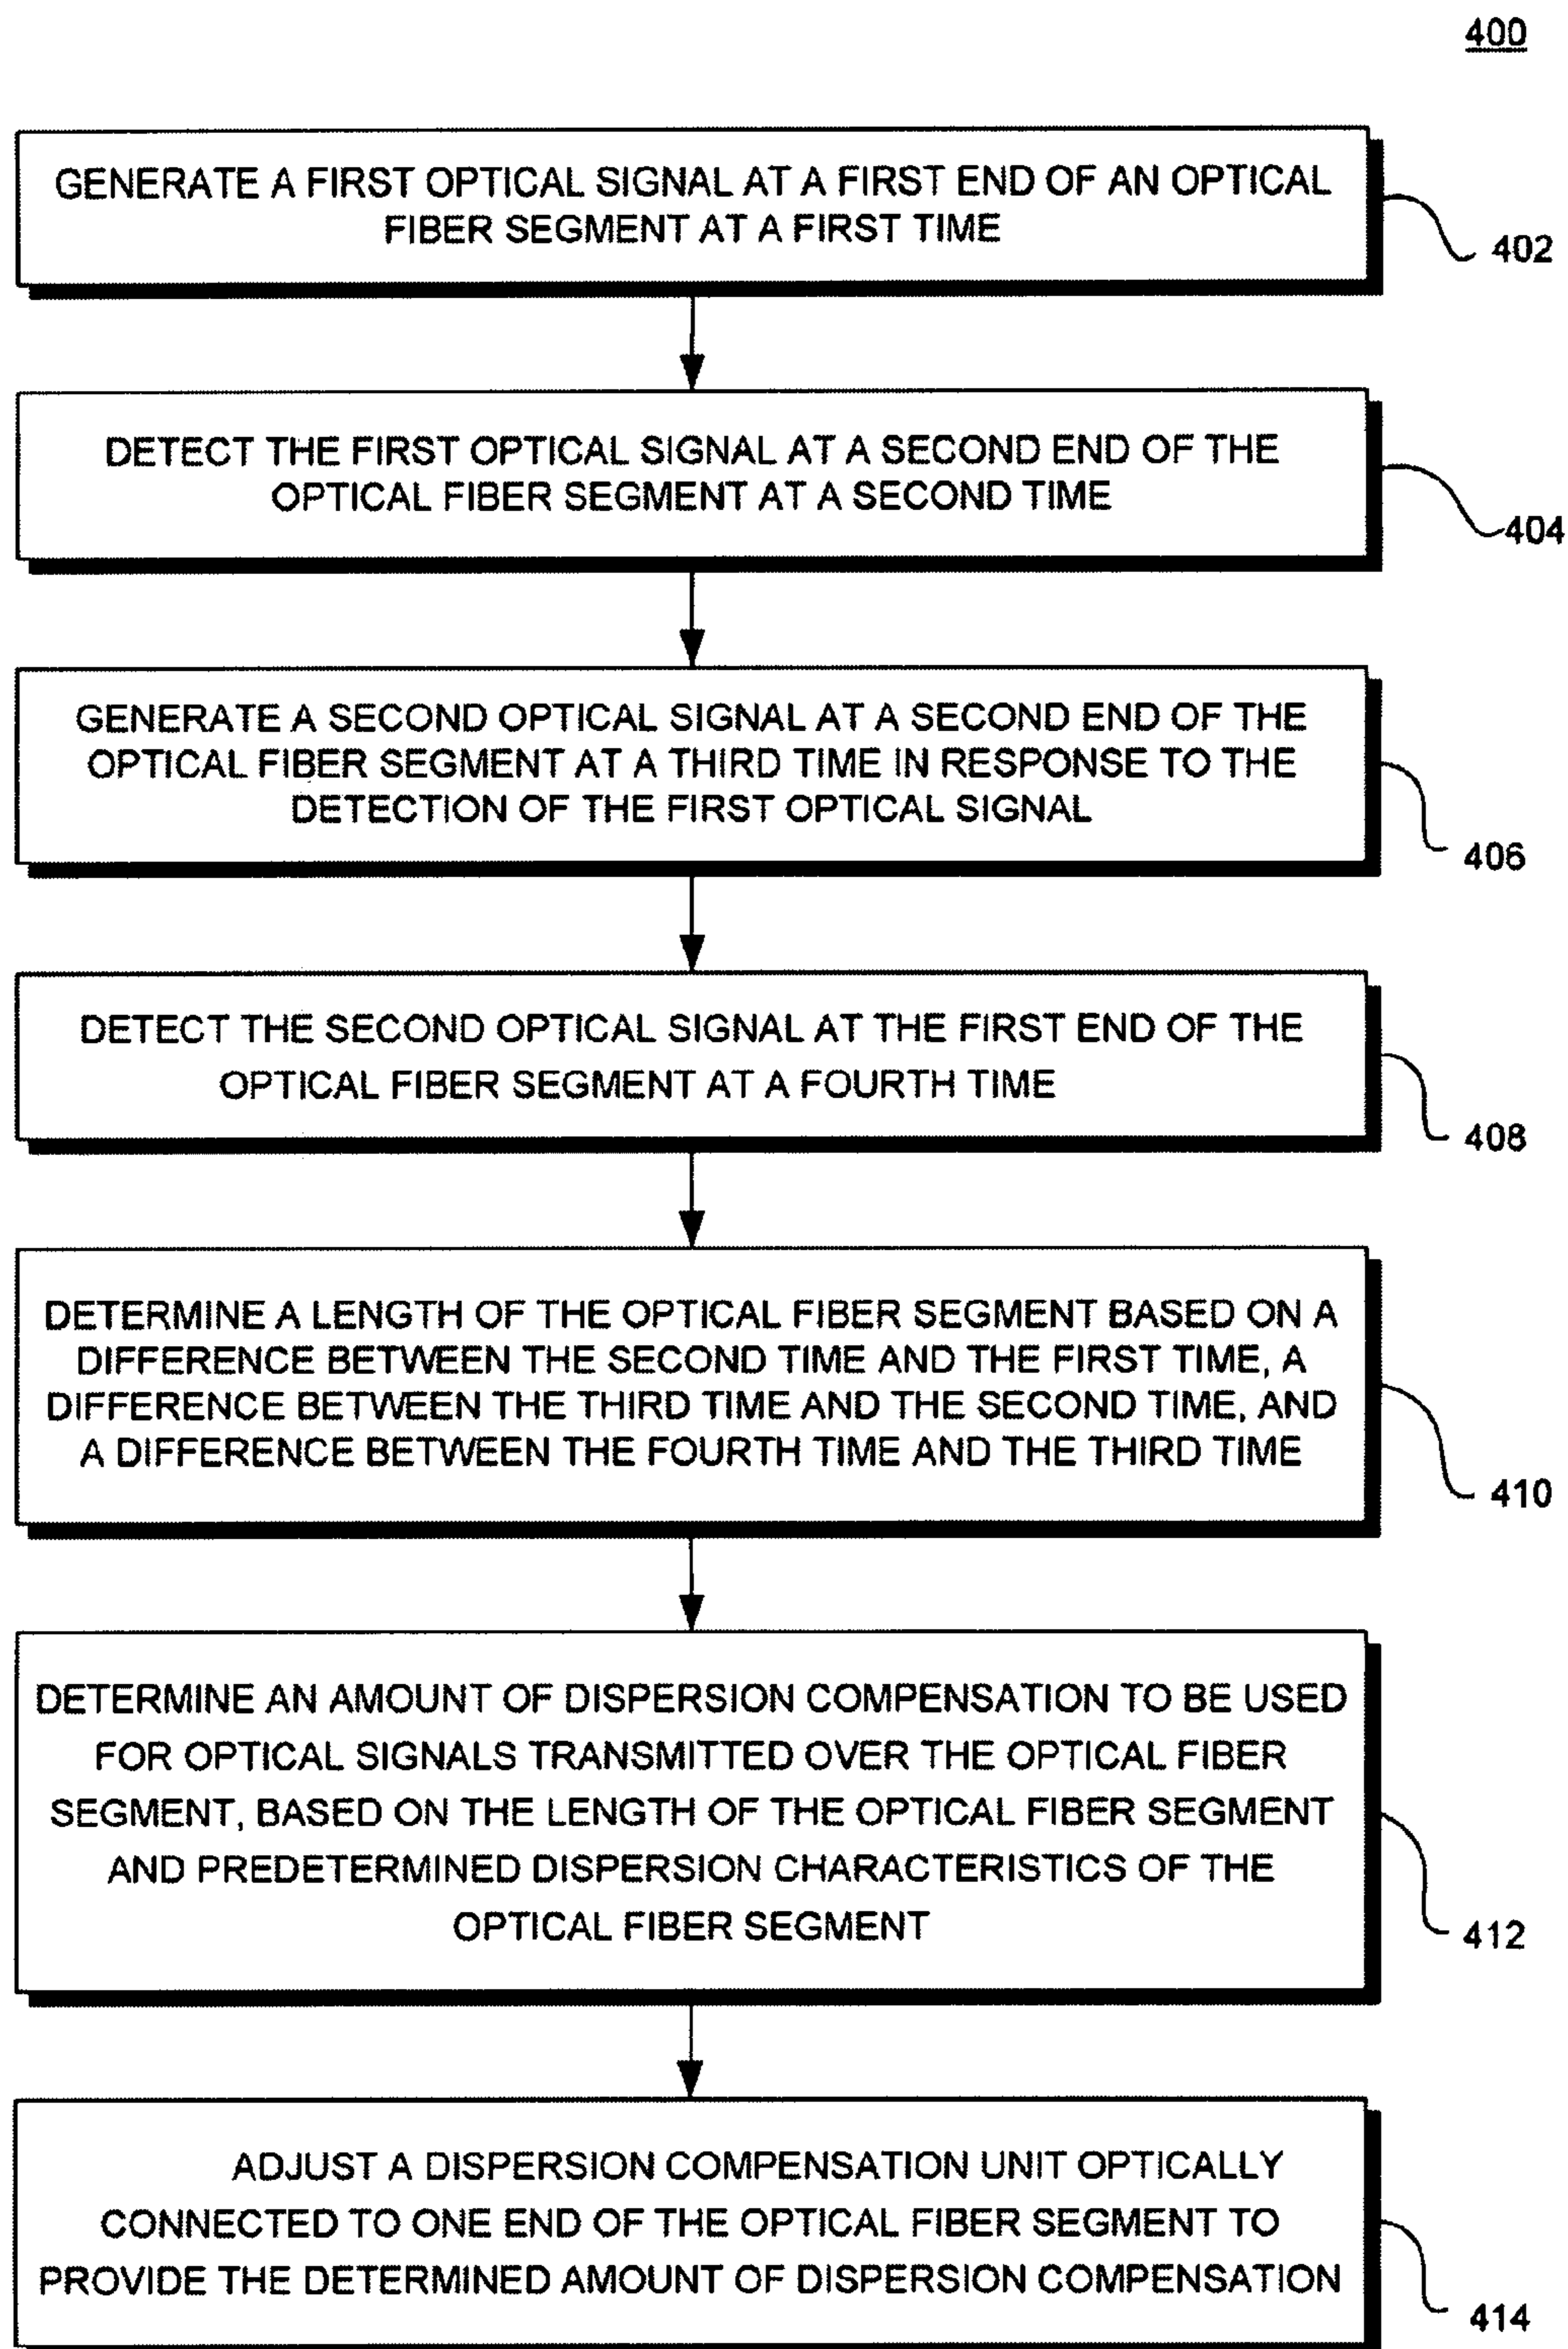 400
GENERATE A FIRST OPTICAL SIGNAL AT A FIRST END OF AN OPTICAL
FIBER SEGMENT AT A FIRST TIME
402
DETECT THE FIRST OPTICAL SIGNAL AT A SECOND END OF THE
OPTICAL FIBER SEGMENT AT A SECOND TIME
404
GENERATE A SECOND OPTICAL SIGNAL AT A SECOND END OF THE
OPTICAL FIBER SEGMENT AT A THIRD TIME IN RESPONSE TO THE
DETECTION OF THE FIRST OPTICAL SIGNAL
406
DETECT THE SECOND OPTICAL SIGNAL AT THE FIRST END OF THE
OPTICAL FIBER SEGMENT AT A FOURTH TIME
408
DETERMINE A LENGTH OF THE OPTICAL FIBER SEGMENT BASED ON A
DIFFERENCE BETWEEN THE SECOND TIME AND THE FIRST TIME, A
DIFFERENCE BETWEEN THE THIRD TIME AND THE SECOND TIME, AND
A DIFFERENCE BETWEEN THE FOURTH TIME AND THE THIRD TIME
410
DETERMINE AN AMOUNT OF DISPERSION COMPENSATION TO BE USED
FOR OPTICAL SIGNALS TRANSMITTED OVER THE OPTICAL FIBER
SEGMENT, BASED ON THE LENGTH OF THE OPTICAL FIBER SEGMENT
AND PREDETERMINED DISPERSION CHARACTERISTICS OF THE
OPTICAL FIBER SEGMENT
412
ADJUST A DISPERSION COMPENSATION UNIT OPTICALLY
CONNECTED TO ONE END OF THE OPTICAL FIBER SEGMENT TO
PROVIDE THE DETERMINED AMOUNT OF DISPERSION COMPENSATION
414